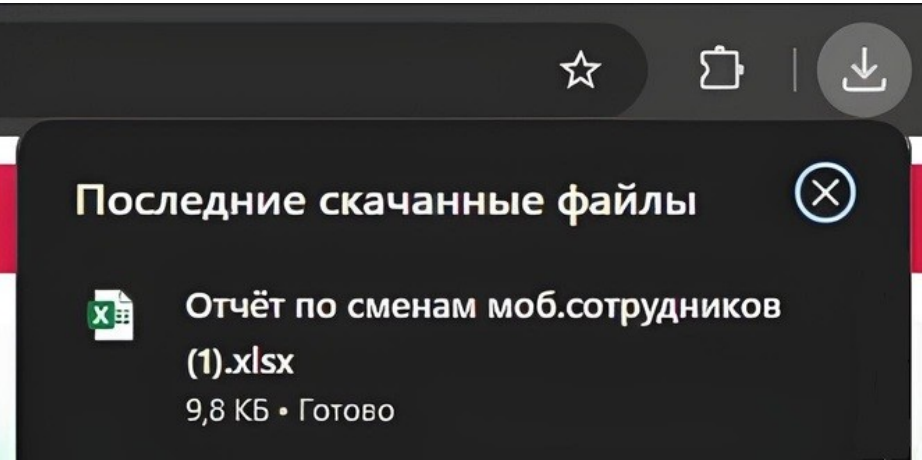 Последние скачанные файлы
Отчёт по сменам моб.сотрудников
(1).xlsx
9,8 КБ • Готово